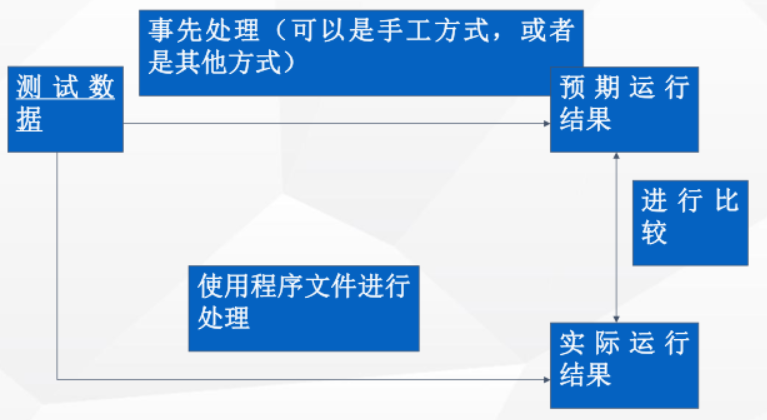 事先处理（可以是手工方式，或者
是其他方式）
测试数
据
预期运行
结果
进行比
较
使用程序文件进行
处理
实际运行
结果